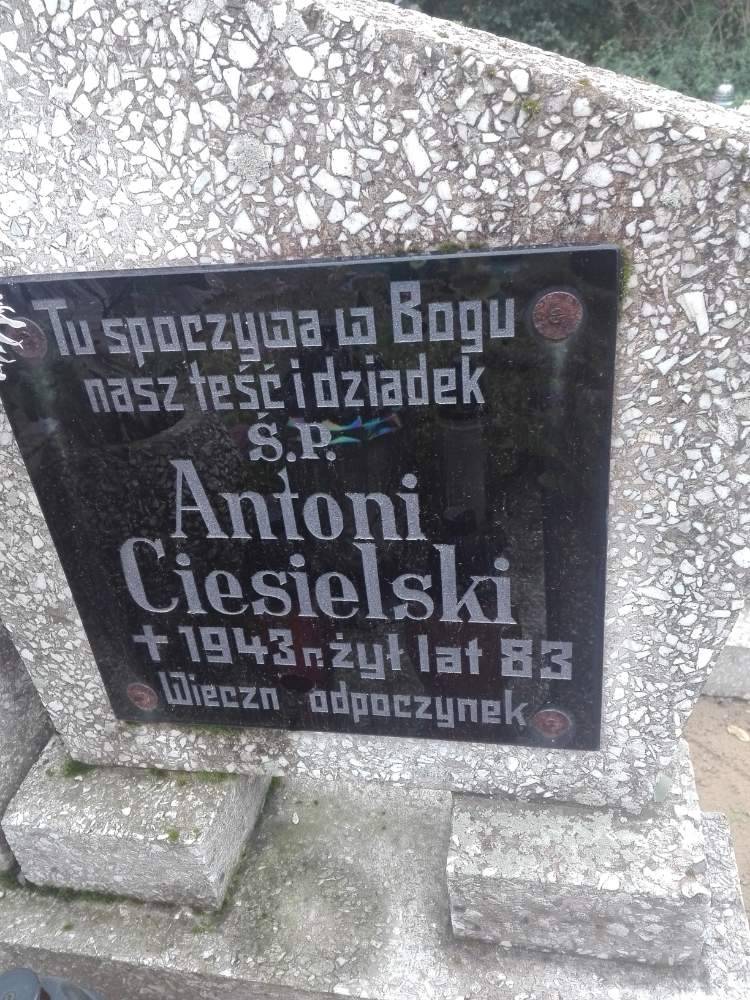 Tu spoczywa w Bogu
nasz teść i dziadek
Ś.P.
Antoni
Ciesielski
+ 1943 r. żył lat 83
Wieczn odpoczynek